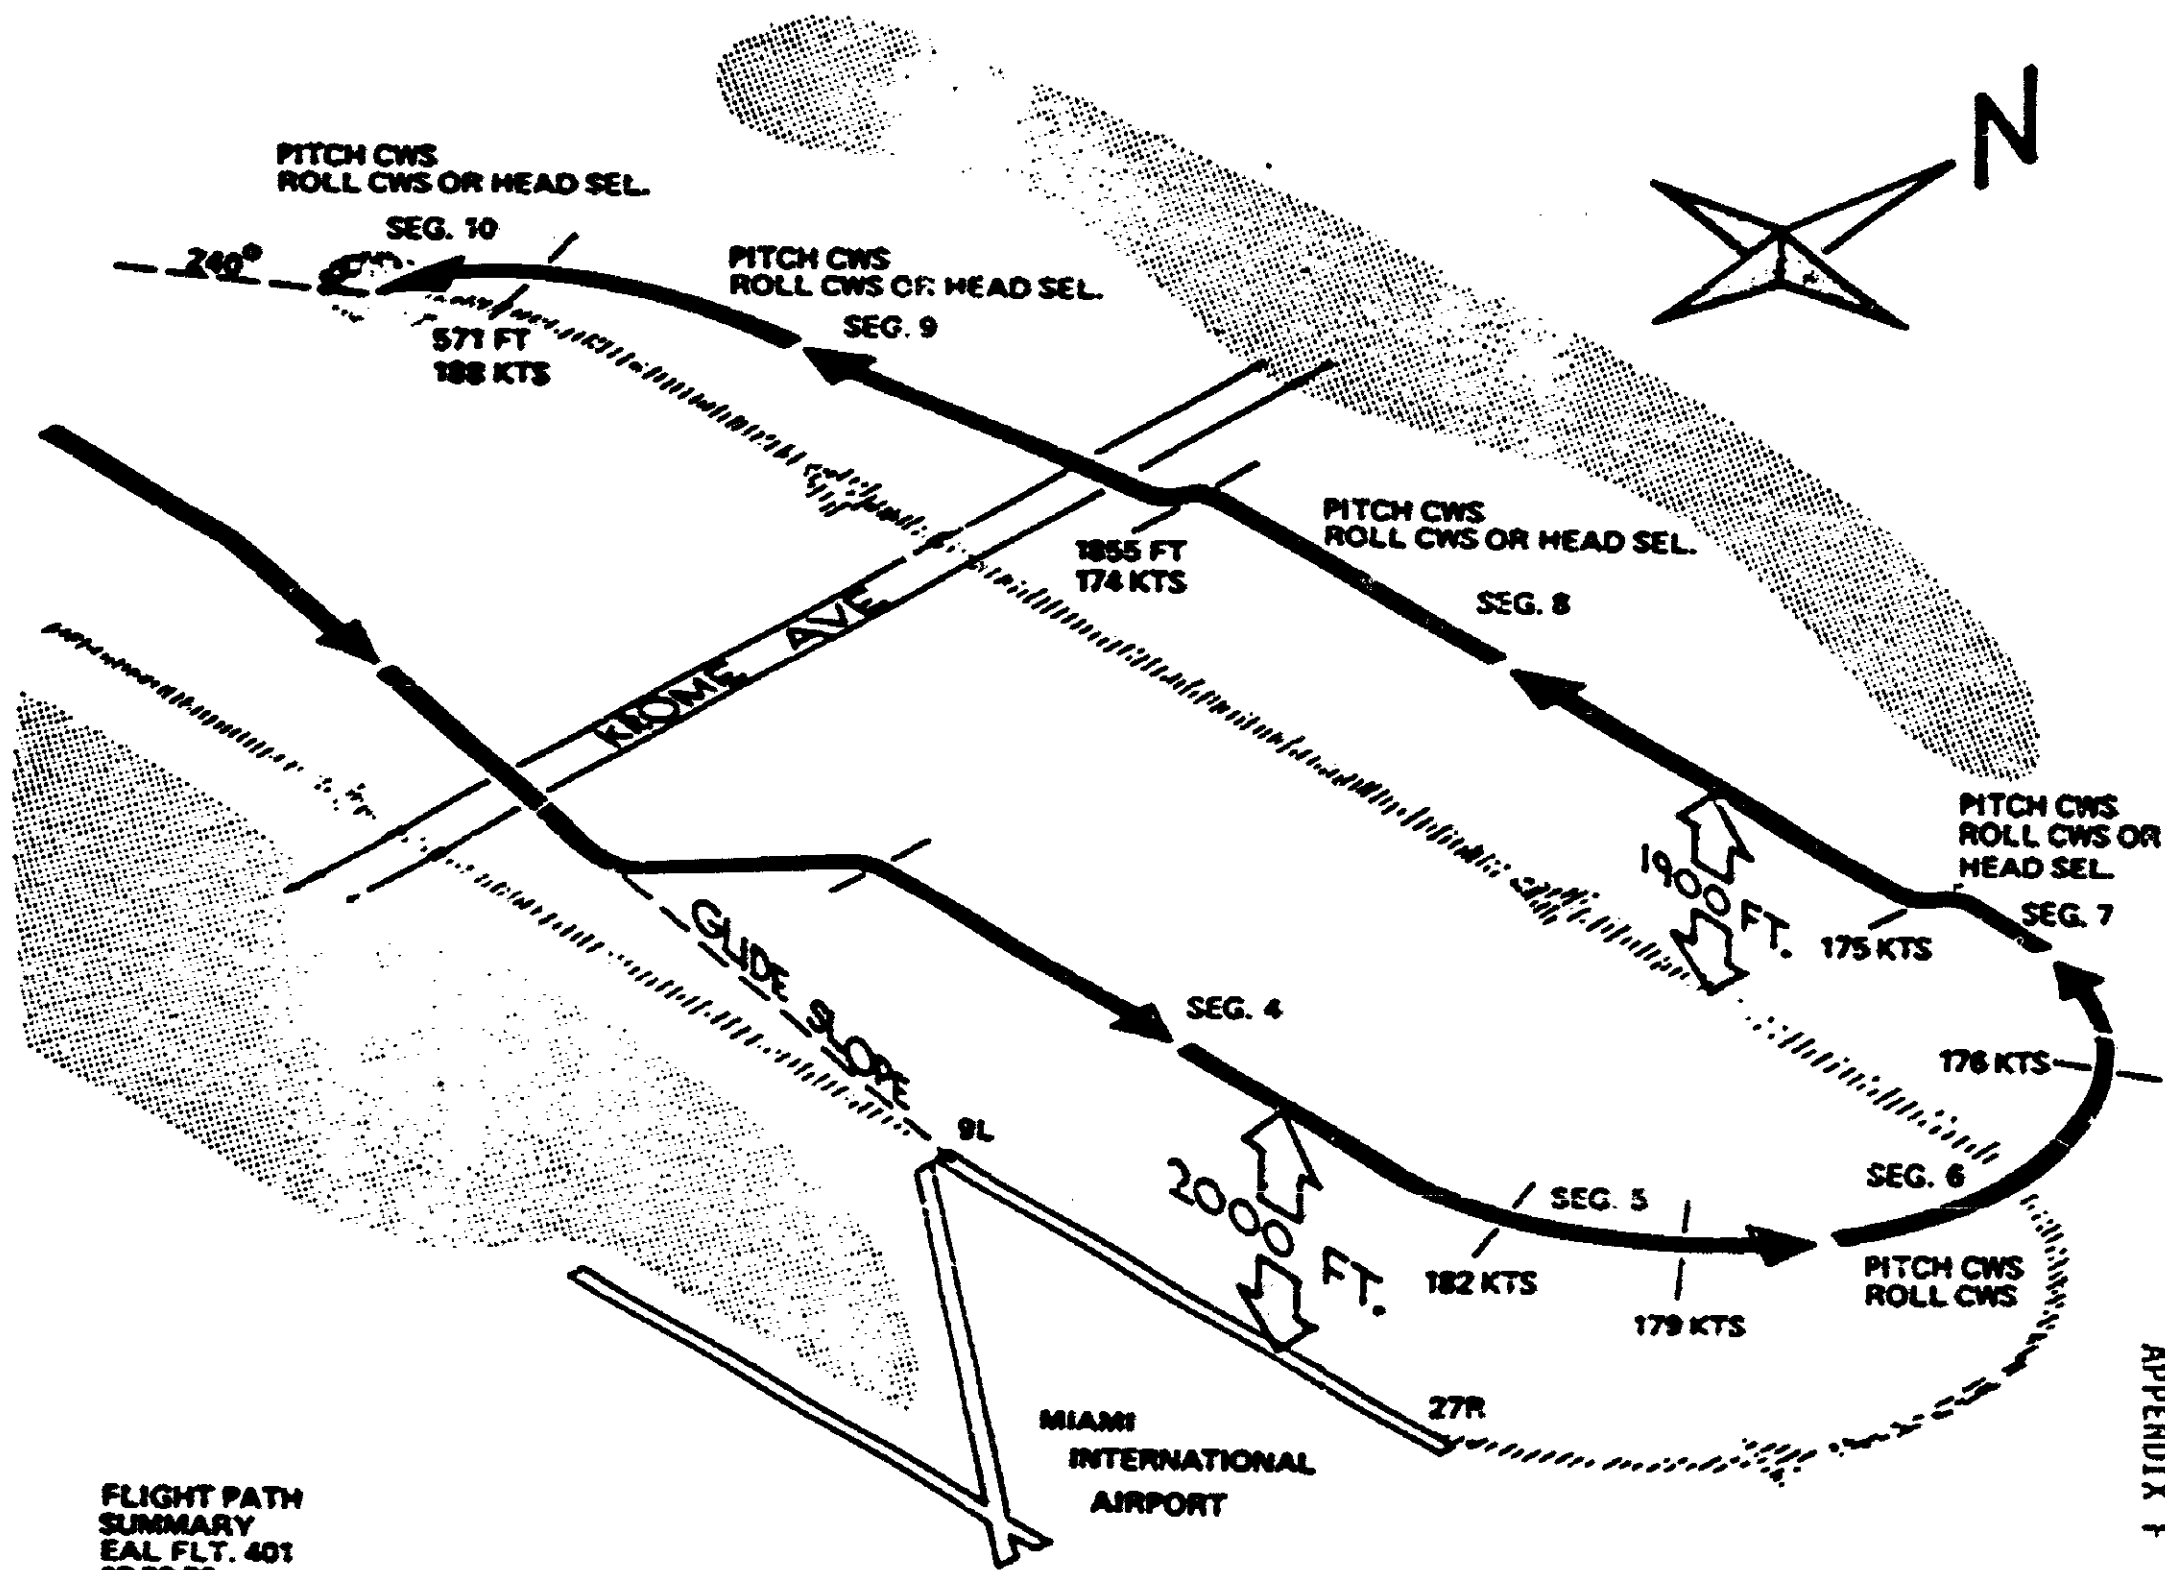 N
PITCH CWS
ROLL CWS OR HEAD SEL.
SEG. 10
240°
571 FT
188 KTS
PITCH CWS
ROLL CWS OR HEAD SEL.
SEG. 9
1855 FT
174 KTS
PITCH CWS
ROLL CWS OR HEAD SEL.
SEG. 8
KROME AVE.
PITCH CWS
ROLL CWS OR
HEAD SEL.
SEG. 7
1900 FT.
175 KTS
GLIDE SLOPE
SEG. 4
176 KTS
9L
2000 FT.
SEG. 5
SEG. 6
182 KTS
179 KTS
PITCH CWS
ROLL CWS
27R
MIAMI
INTERNATIONAL
AIRPORT
FLIGHT PATH
SUMMARY
EAL FLT. 401
APPENDIX